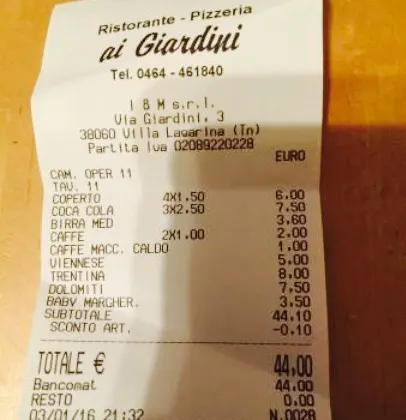 Ristorante - Pizzeria
ai Giardini
Tel. 0464 - 461840
I B M s.r.l.
Via Giardini, 3
38060 Villa Lagarina (Tn)
Partita Iva 02089220228
EURO
CAM. OPER 11
TAV. 11
COPERTO 4X1.50 6.00
COCA COLA 3X2.50 7.50
BIRRA MED 3.60
CAFFE 2X1.00 2.00
CAFFE MACC. CALDO 1.00
VIENNESE 5.00
TRENTINA 8.00
DOLOMITI 7.50
BABY MARGHER. 3.50
SUBTOTALE 44.10
SCONTO ART. -0.10
TOTALE € 44,00
Bancomat 44.00
RESTO 0.00
03/01/16 21:32 N.0028